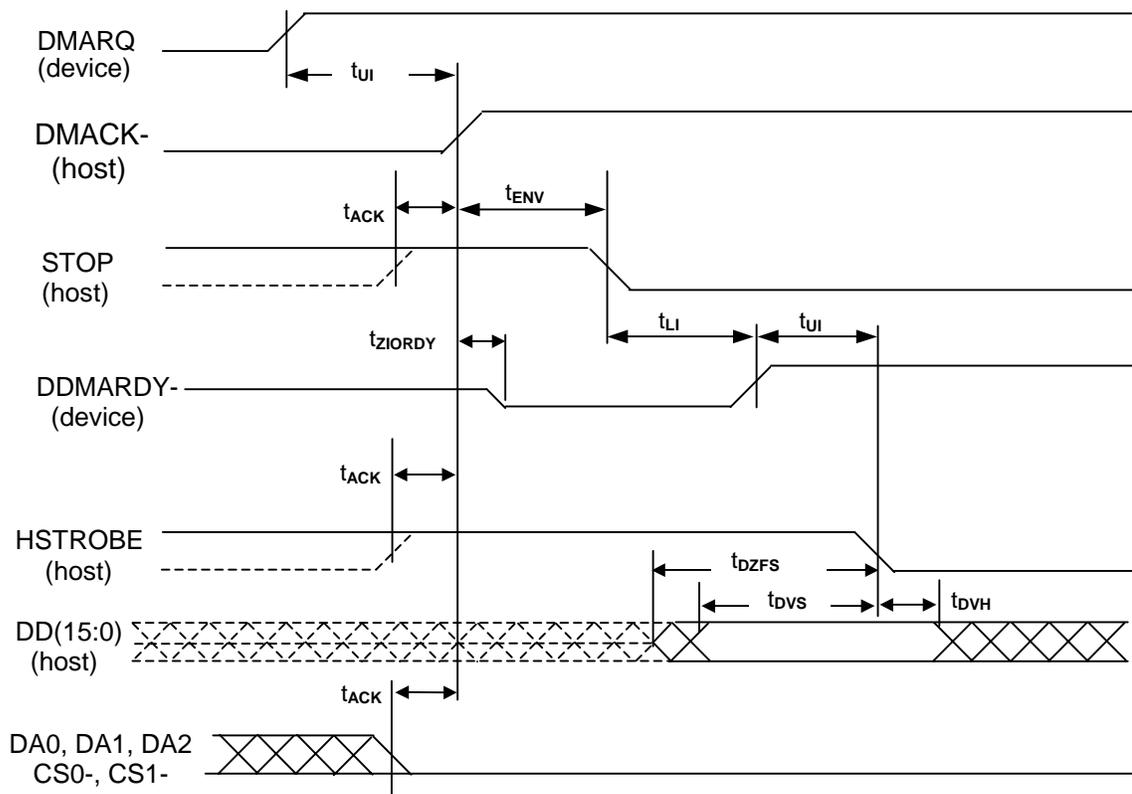 DMARQ
(device)
tUI
DMACK-
(host)
tACK
tENV
STOP
(host)
tZIORDY
tLI
tUI
DDMARDY-
(device)
tACK
HSTROBE
(host)
tDZFS
tDVS
tDVH
DD(15:0)
(host)
tACK
DA0, DA1, DA2
CS0-, CS1-